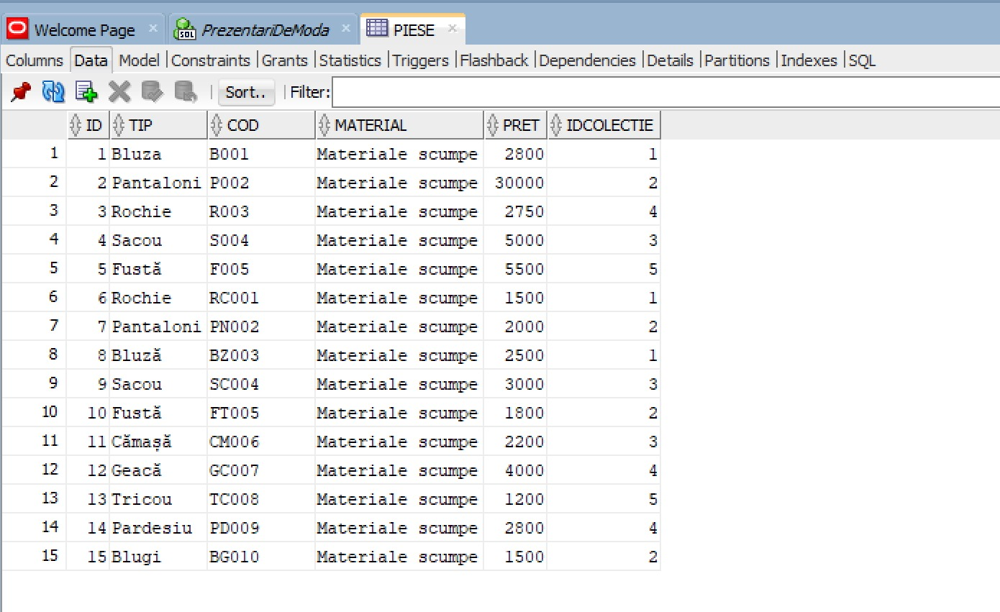 Welcome Page PrezentariDeModa PIESE
Columns Data Model Constraints Grants Statistics Triggers Flashback Dependencies Details Partitions Indexes SQL
Sort.. Filter:
ID TIP COD MATERIAL PRET IDCOLECTIE
1 1 Bluza B001 Materiale scumpe 2800 1
2 2 Pantaloni P002 Materiale scumpe 30000 2
3 3 Rochie R003 Materiale scumpe 2750 4
4 4 Sacou S004 Materiale scumpe 5000 3
5 5 Fustă F005 Materiale scumpe 5500 5
6 6 Rochie RC001 Materiale scumpe 1500 1
7 7 Pantaloni PN002 Materiale scumpe 2000 2
8 8 Bluză BZ003 Materiale scumpe 2500 1
9 9 Sacou SC004 Materiale scumpe 3000 3
10 10 Fustă FT005 Materiale scumpe 1800 2
11 11 Cămașă CM006 Materiale scumpe 2200 3
12 12 Geacă GC007 Materiale scumpe 4000 4
13 13 Tricou TC008 Materiale scumpe 1200 5
14 14 Pardesiu PD009 Materiale scumpe 2800 4
15 15 Blugi BG010 Materiale scumpe 1500 2